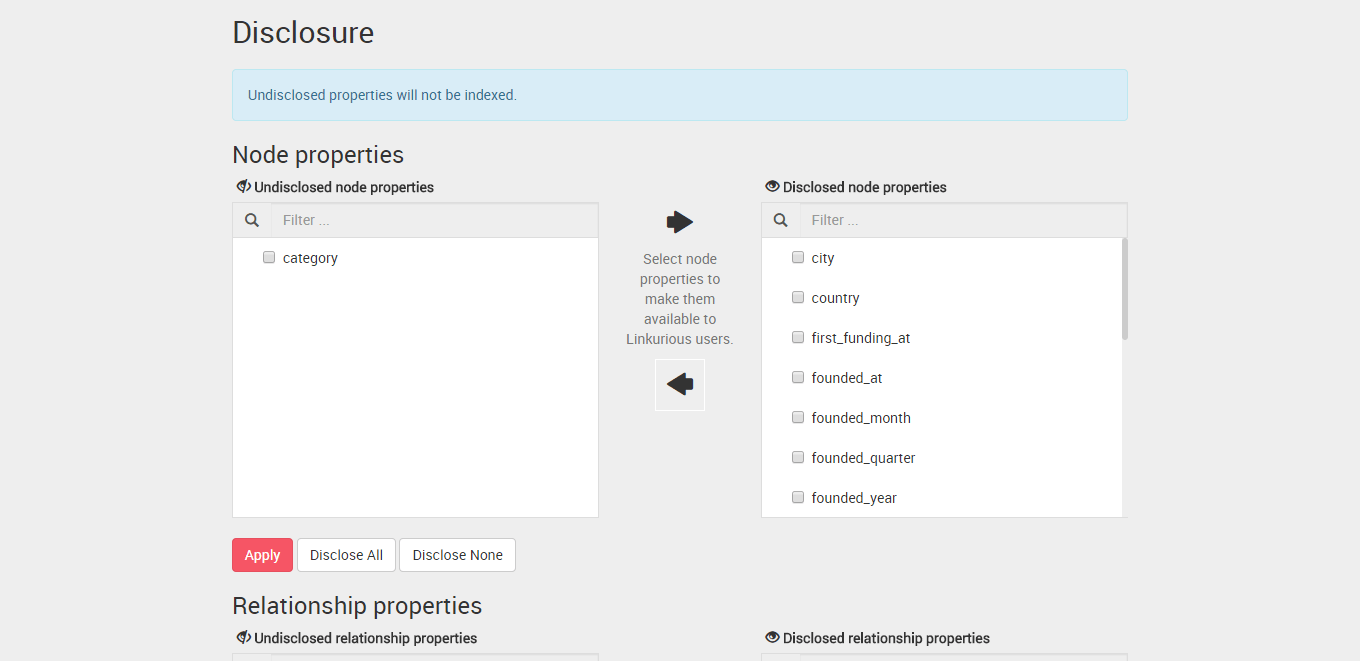 Disclosure
Undisclosed properties will not be indexed.
Node properties
Undisclosed node properties
Filter ...
category
Select node
properties to
make them
available to
Linkurious users.
Disclosed node properties
Filter ...
city
country
first_funding_at
founded_at
founded_month
founded_quarter
founded_year
Apply
Disclose All
Disclose None
Relationship properties
Undisclosed relationship properties
Disclosed relationship properties